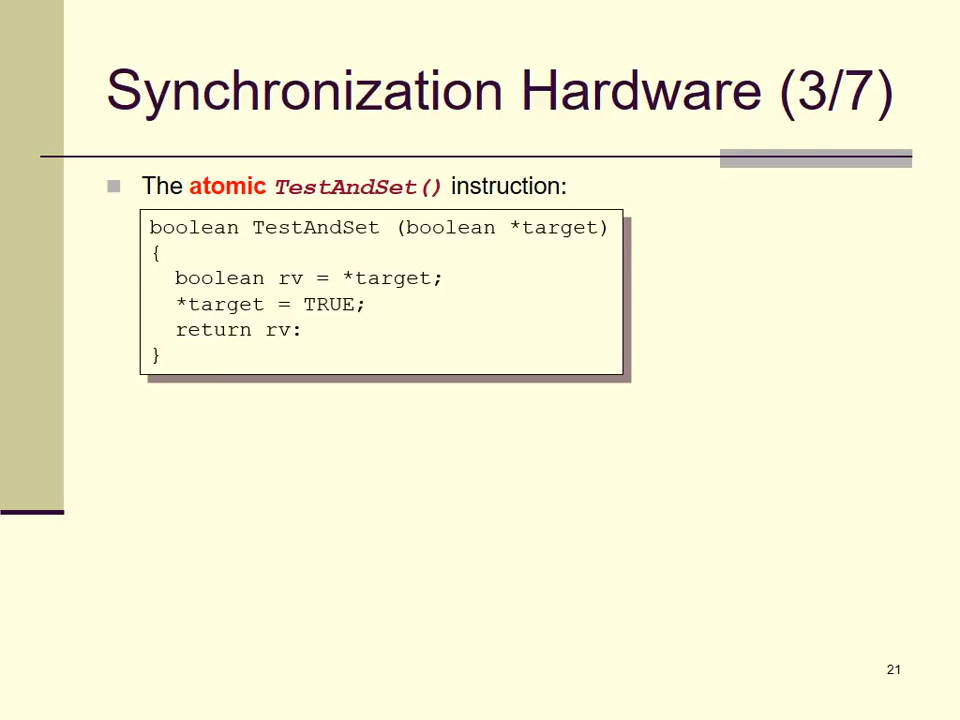 Synchronization Hardware (3/7)
The atomic TestAndSet() instruction:
boolean TestAndSet (boolean *target)
{
boolean rv = *target;
*target = TRUE;
return rv:
}
21